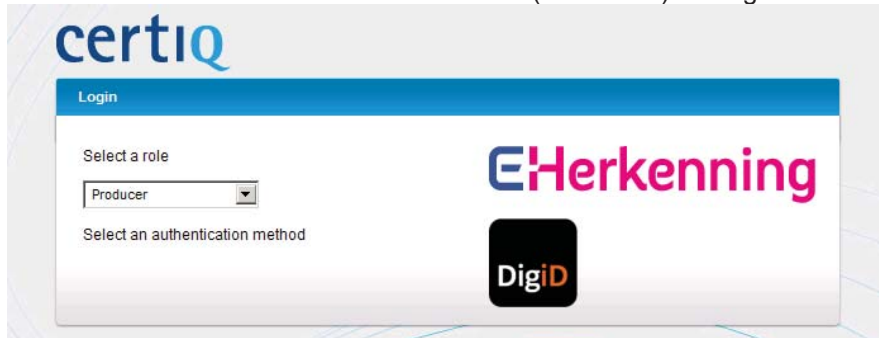 certiQ
Login
Select a role
EHerkenning
Producer
Select an authentication method
DigiD